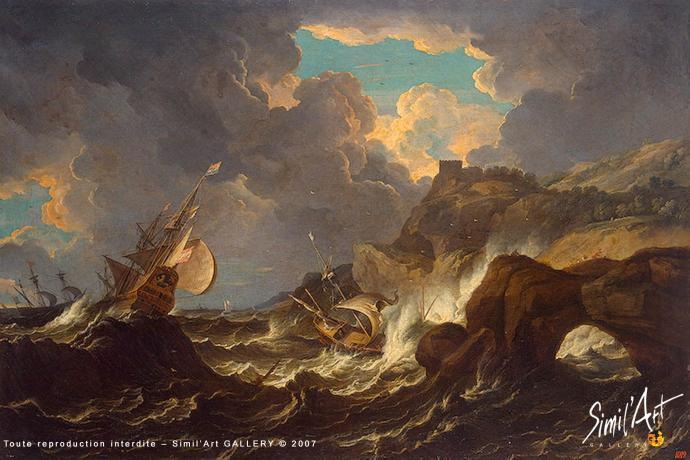 Simil'Art
GALLERY
Toute reproduction interdite – Simil'Art GALLERY © 2007